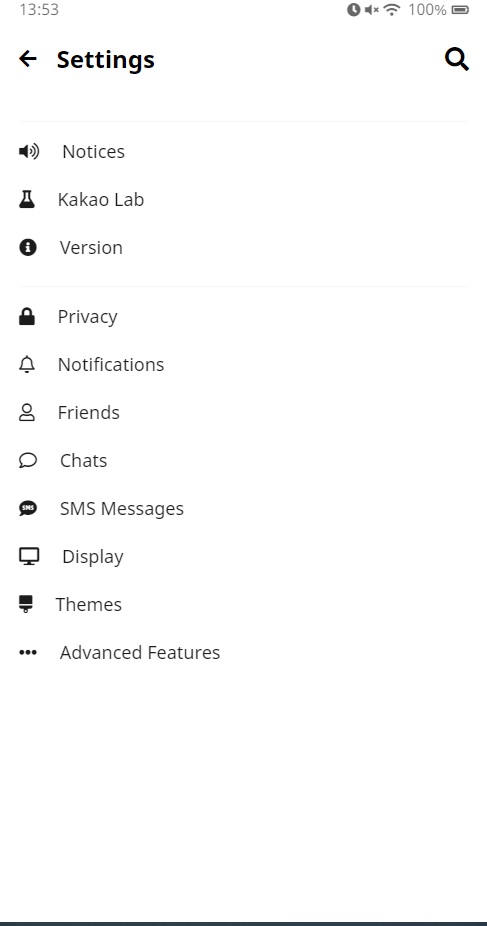 13:53 100%
Settings
Notices
Kakao Lab
Version
Privacy
Notifications
Friends
Chats
SMS SMS Messages
Display
Themes
Advanced Features